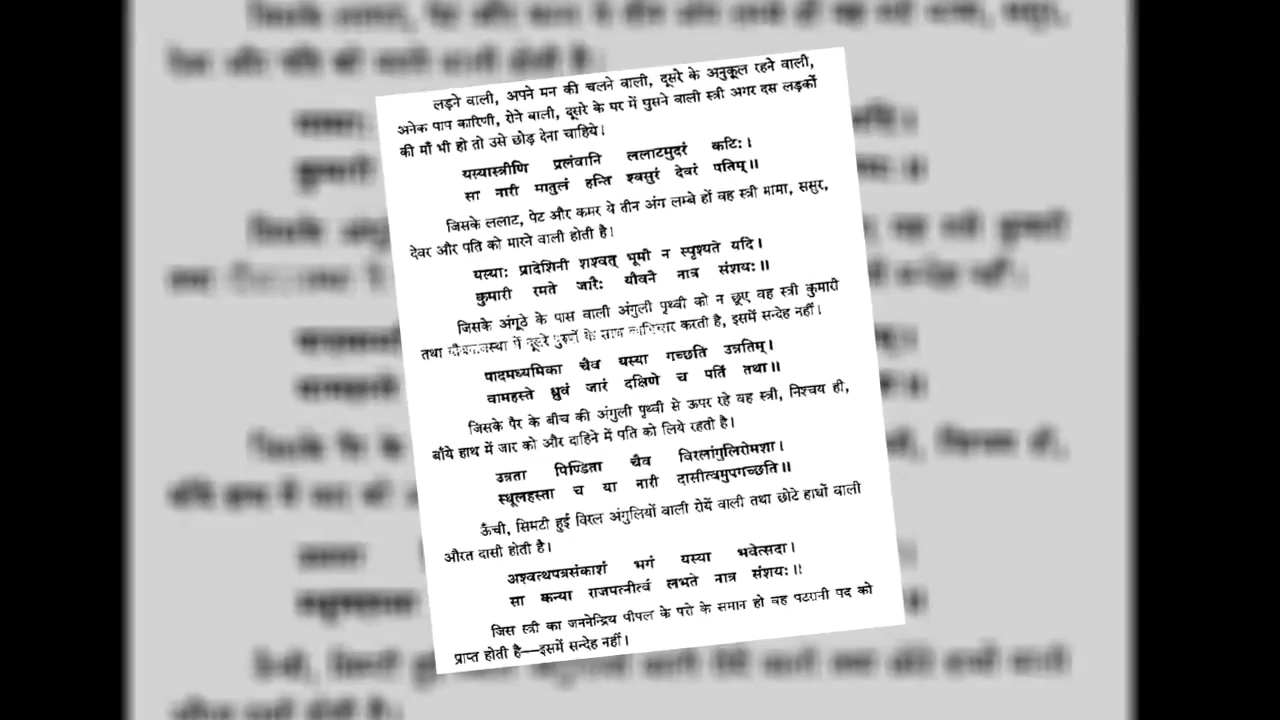 लड़ने वाली, अपने मन की चलने वाली, दूसरे के अनुकूल रहने वाली,
अनेक पाप कारिणी, रोने वाली, दूसरे के घर में घुसने वाली स्त्री अगर दस लड़कों
की माँ भी हो तो उसे छोड़ देना चाहिये।
यस्यास्त्रीणि प्रलंवानि ललाटमुदरं कटिः।
सा नारी मातुलं हन्ति श्वसुरं देवरं पतिम्॥
जिसके ललाट, पेट और कमर ये तीन अंग लम्बे हों वह स्त्री मामा, ससुर,
देवर और पति को मारने वाली होती है।
यस्याः प्रादेशिनी शश्वत् भूमी न स्पृश्यते यदि।
कुमारी रमते जारैः यौवनै नात्र संशयः॥
जिसके अंगूठे के पास वाली अंगुली पृथ्वी को न छूए वह स्त्री कुमारी
तथा में दूसरे पुरुषों के साथ करती है, इसमें सन्देह नहीं।
पादमध्यमिका चैव यस्या गच्छति उन्नतिम्।
वामहस्ते ध्रुवं जारं दक्षिणे च पतिं तथा॥
जिसके पैर के बीच की अंगुली पृथ्वी से ऊपर रहे वह स्त्री, निश्चय ही,
बाँये हाथ में जार को और दाहिने में पति को लिये रहती है।
उन्नता पिण्डिता चैव विरलांगुलिरोमशा।
स्थूलहस्ता च या नारी दासीत्वमुपगच्छति॥
ऊँची, सिमटी हुई विरल अंगुलियों वाली रोयें वाली तथा छोटे हाथों वाली
औरत दासी होती है।
अश्वत्थपत्रसंकाशं भगं यस्या भवेत्सदा।
सा कन्या राजपत्नीत्वं लभते नात्र संशयः॥
जिस स्त्री का जननेन्द्रिय पीपल के पत्ते के समान हो वह पटरानी पद को
प्राप्त होती है—इसमें सन्देह नहीं।